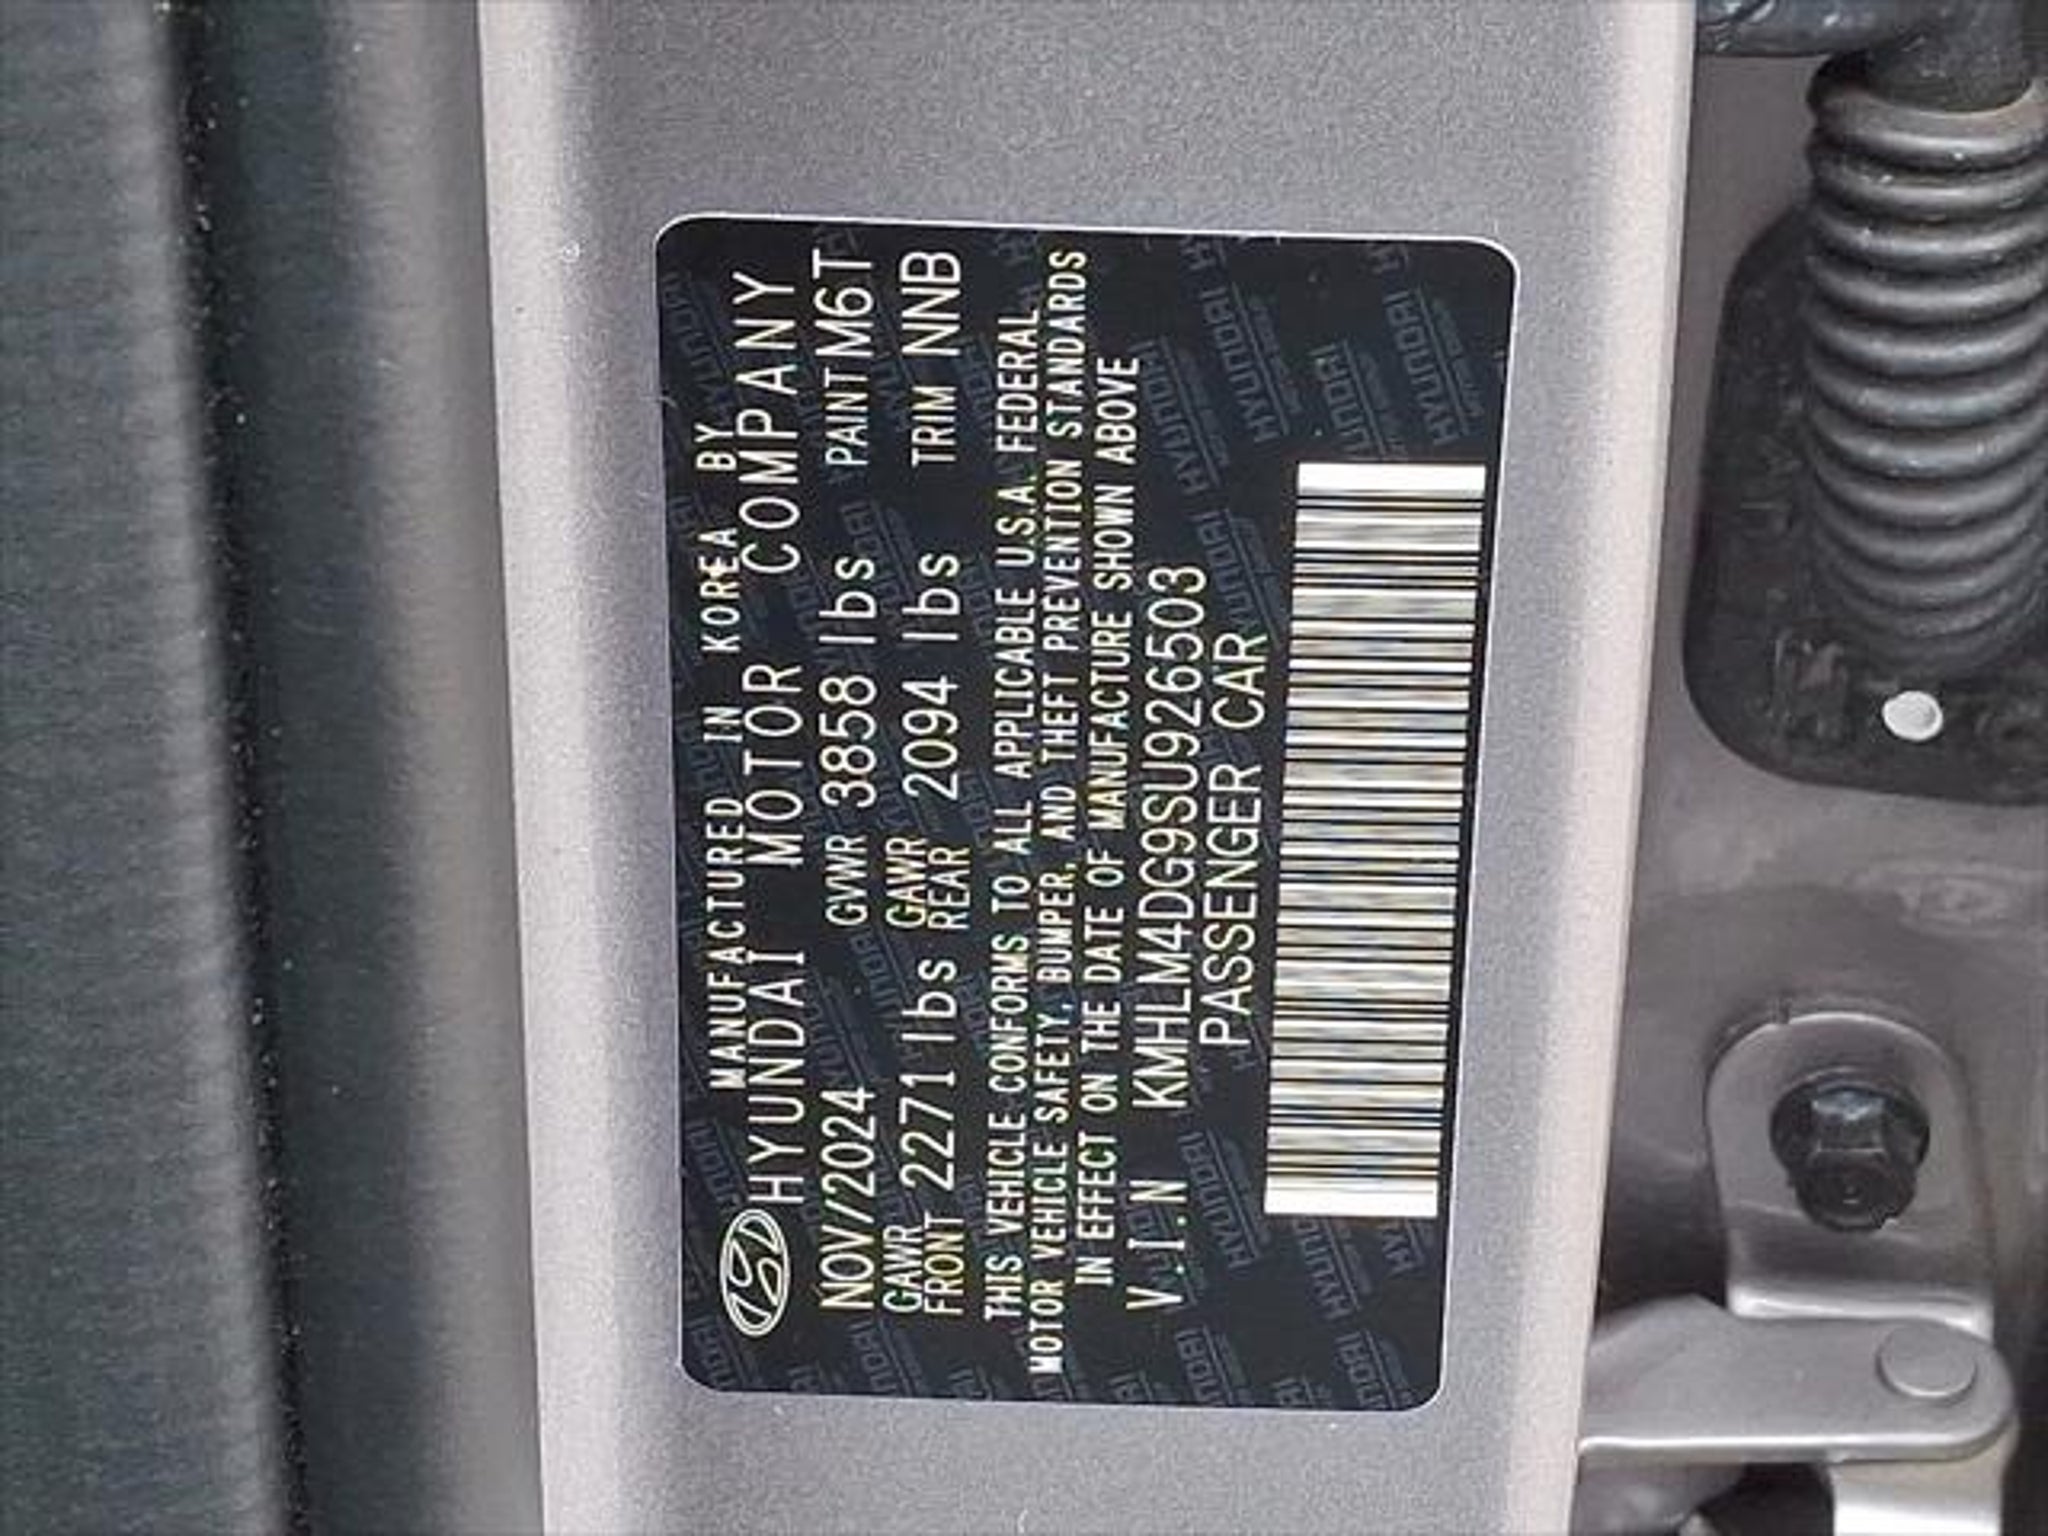 MANUFACTURED IN KOREA BY
HYUNDAI MOTOR COMPANY
NOV/2024 GVWR 3858 lbs PAINT M6T
GAWR FRONT 2271 lbs GAWR REAR 2094 lbs TRIM NNB
THIS VEHICLE CONFORMS TO ALL APPLICABLE U.S.A. FEDERAL
MOTOR VEHICLE SAFETY, BUMPER, AND THEFT PREVENTION STANDARDS
IN EFFECT ON THE DATE OF MANUFACTURE SHOWN ABOVE
V.I.N KMHLM4DG9SU926503
PASSENGER CAR